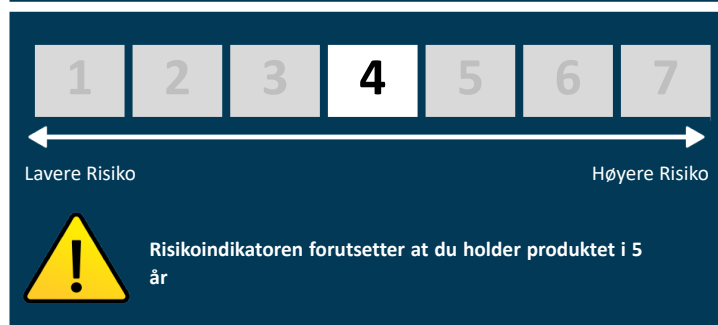 1 2 3 4 5 6 7
Lavere Risiko Høyere Risiko
!
Risikoindikatoren forutsetter at du holder produktet i 5
år